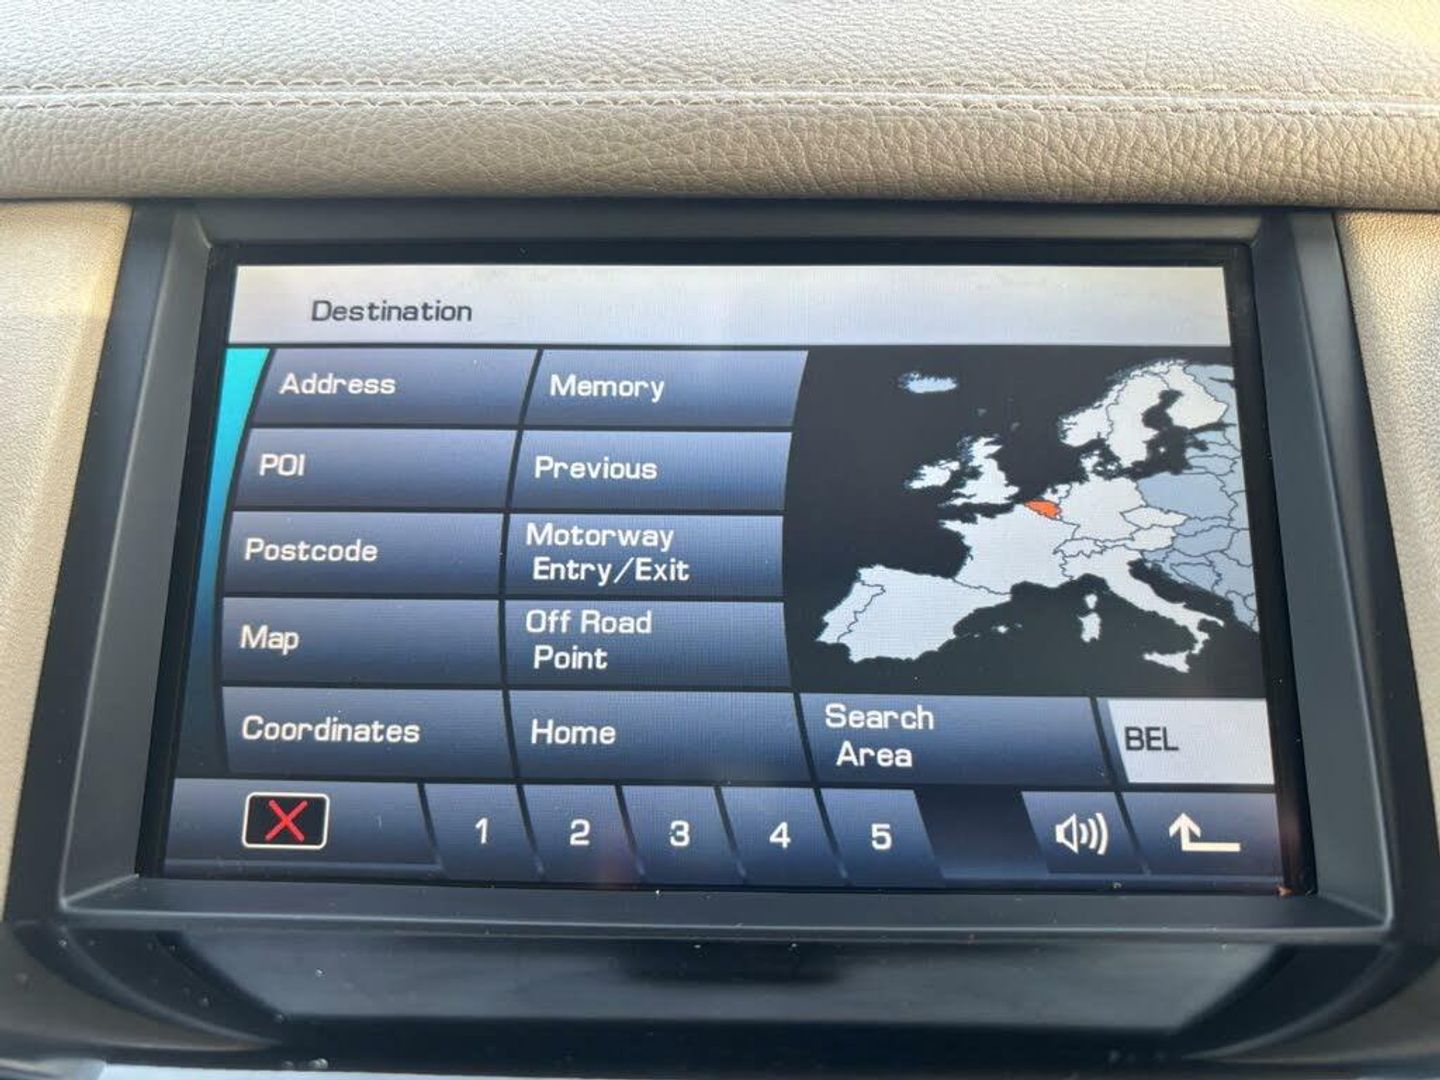 Destination
Address
Memory
POI
Previous
Postcode
Motorway
Entry/Exit
Map
Off Road
Point
Coordinates
Home
Search
Area
BEL
1 2 3 4 5